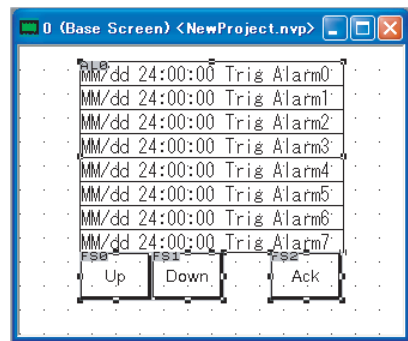 0 (Base Screen) <NewProject.nvp>
AL0
MM/dd 24:00:00 Trig Alarm0
MM/dd 24:00:00 Trig Alarm1
MM/dd 24:00:00 Trig Alarm2
MM/dd 24:00:00 Trig Alarm3
MM/dd 24:00:00 Trig Alarm4
MM/dd 24:00:00 Trig Alarm5
MM/dd 24:00:00 Trig Alarm6
MM/dd 24:00:00 Trig Alarm7
FS0 FS1 FS2
Up Down Ack